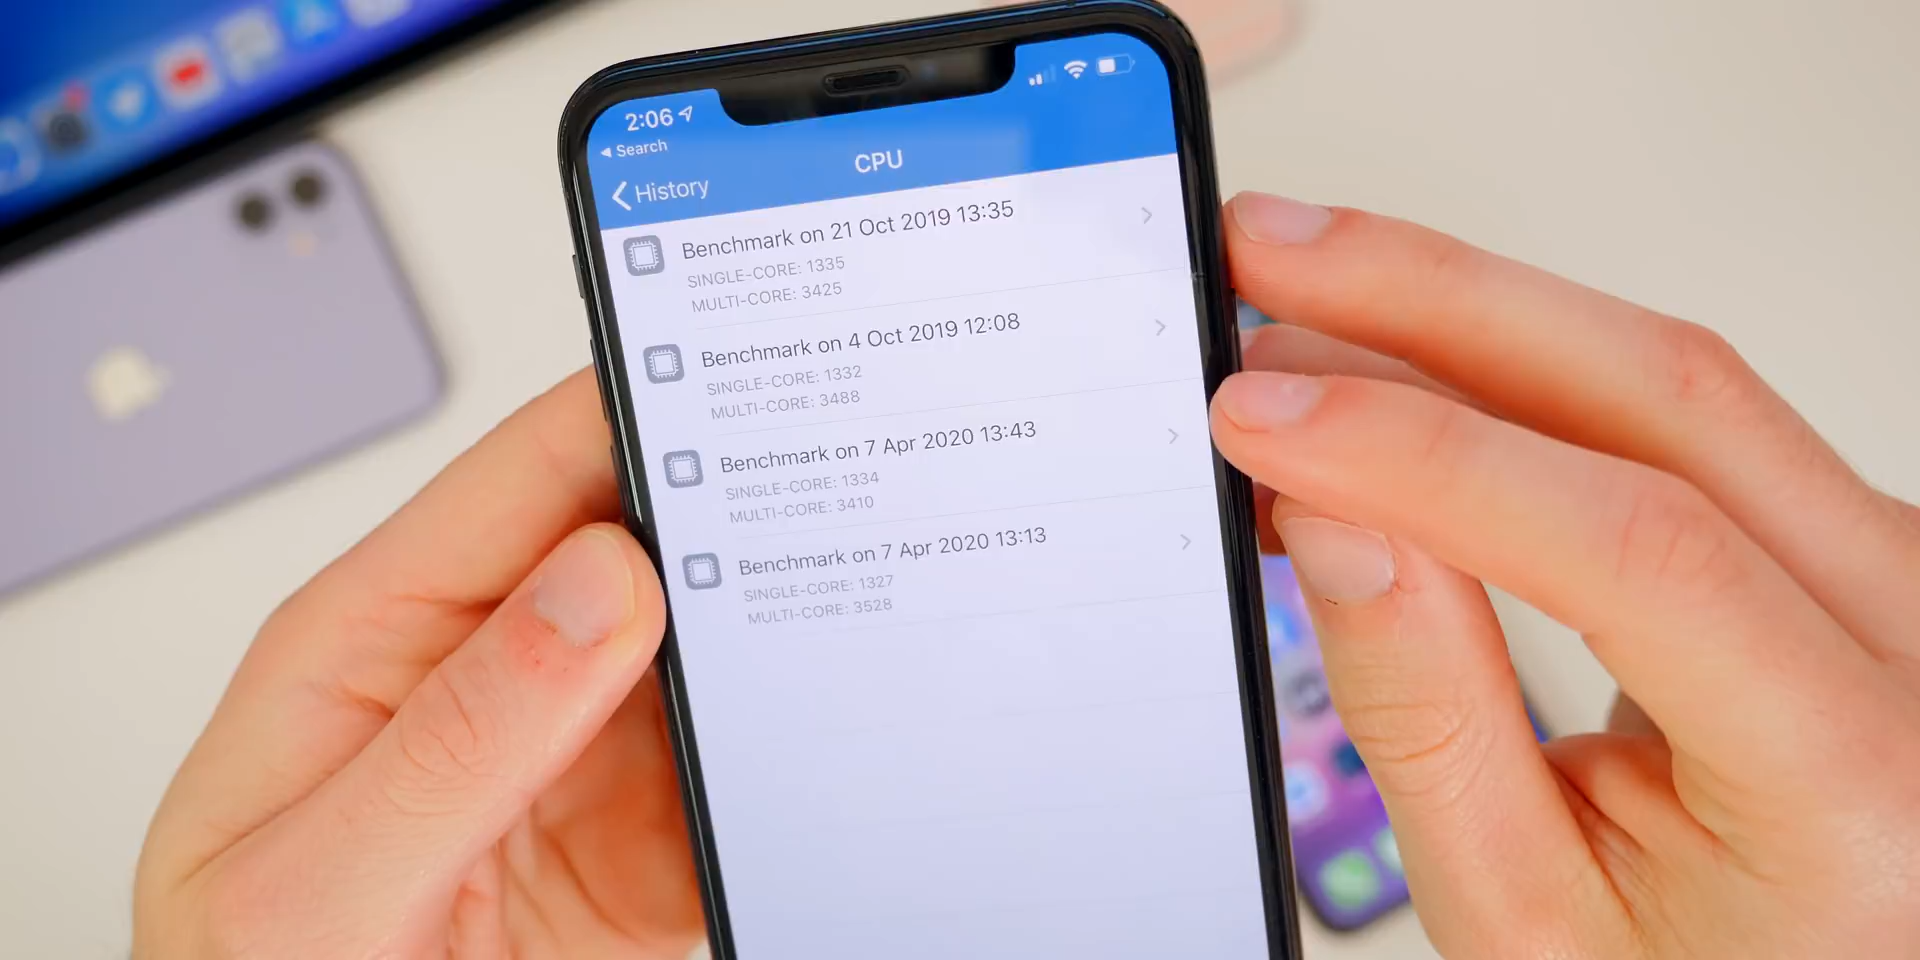 2:06
Search
History
CPU
Benchmark on 21 Oct 2019 13:35
SINGLE-CORE: 1335
MULTI-CORE: 3425
Benchmark on 4 Oct 2019 12:08
SINGLE-CORE: 1332
MULTI-CORE: 3488
Benchmark on 7 Apr 2020 13:43
SINGLE-CORE: 1334
MULTI-CORE: 3410
Benchmark on 7 Apr 2020 13:13
SINGLE-CORE: 1327
MULTI-CORE: 3528